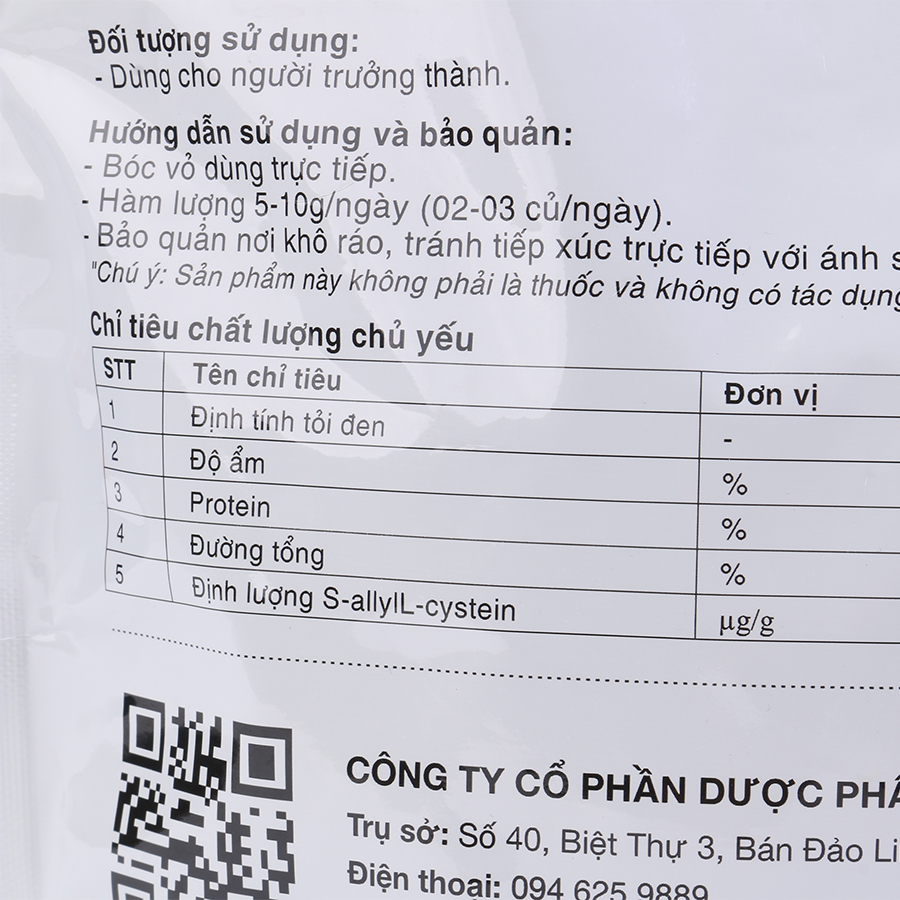 Đối tượng sử dụng:
- Dùng cho người trưởng thành.
Hướng dẫn sử dụng và bảo quản:
- Bóc vỏ dùng trực tiếp.
- Hàm lượng 5-10g/ngày (02-03 củ/ngày).
- Bảo quản nơi khô ráo, tránh tiếp xúc trực tiếp với ánh
"Chú ý: Sản phẩm này không phải là thuốc và không có tác dụng
Chỉ tiêu chất lượng chủ yếu
STT Tên chỉ tiêu Đơn vị
1 Định tính tỏi đen -
2 Độ ẩm %
3 Protein %
4 Đường tổng %
5 Định lượng S-allylL-cystein µg/g
CÔNG TY CỔ PHẦN DƯỢC
Trụ sở: Số 40, Biệt Thự 3, Bán Đảo
Điện thoại: 094 625 9889